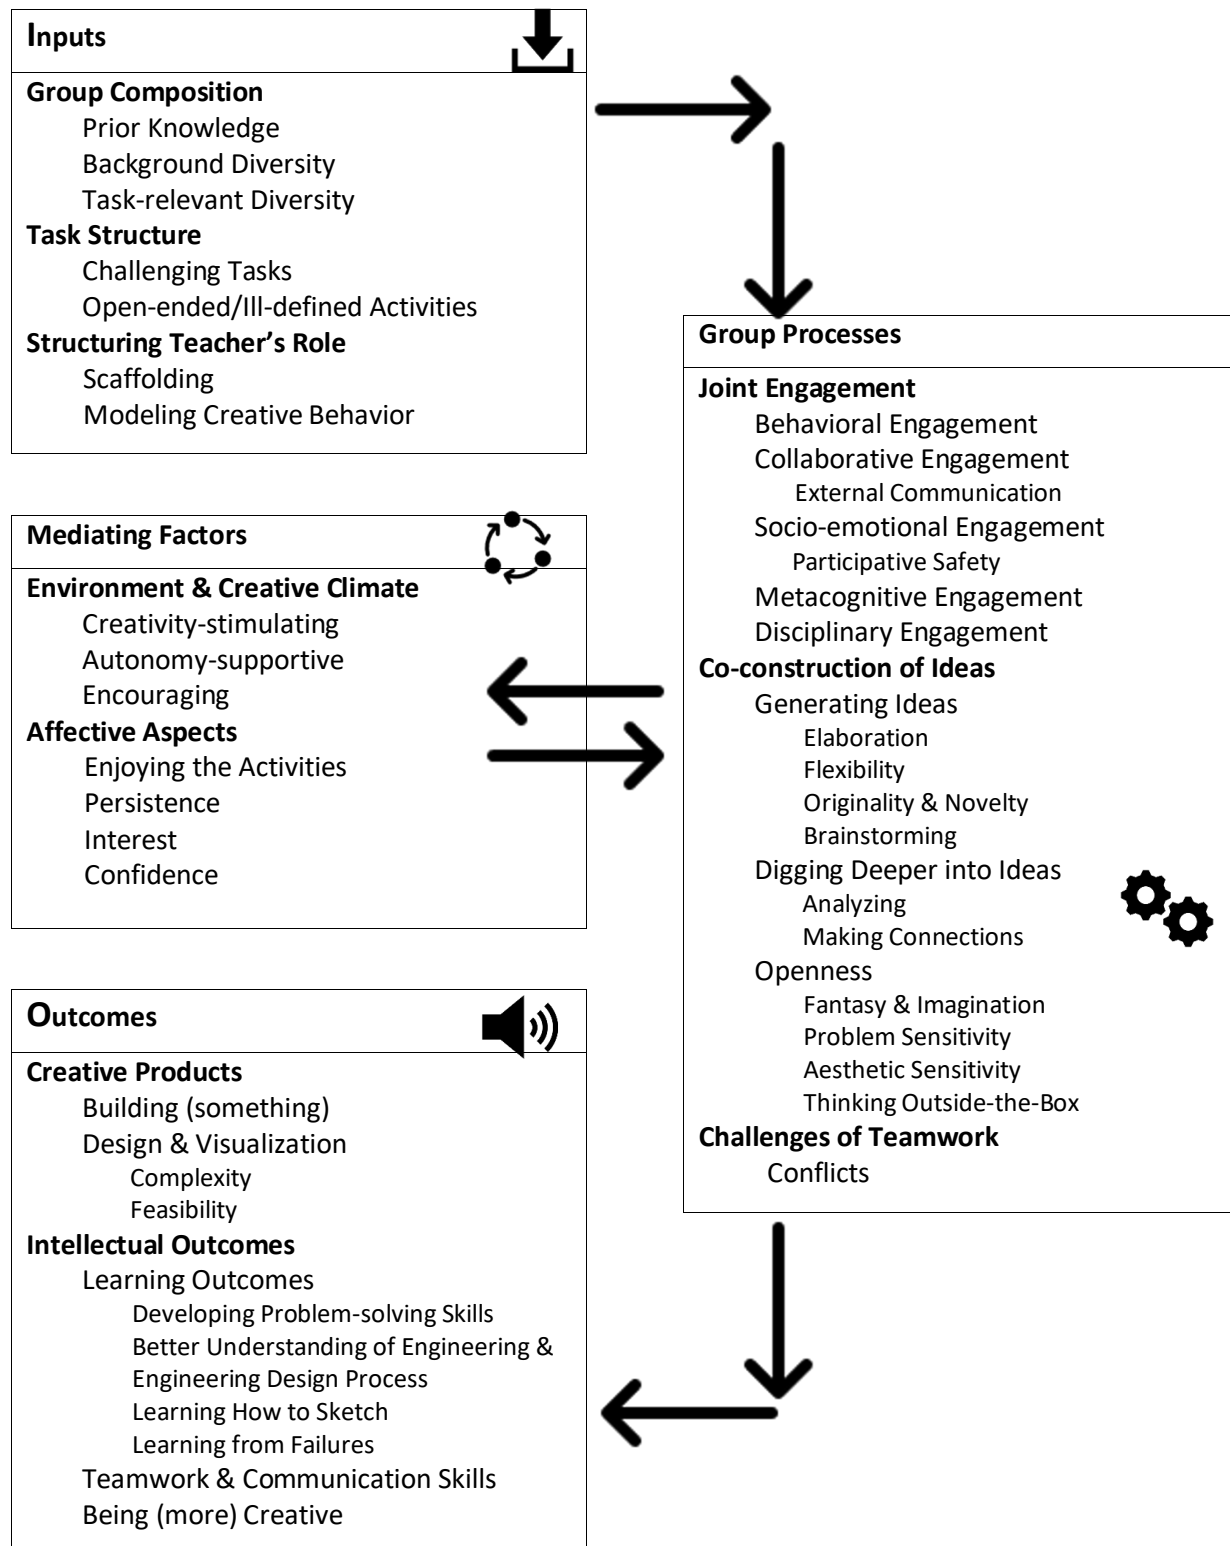 Inputs
Group Composition
Prior Knowledge
Background Diversity
Task-relevant Diversity
Task Structure
Challenging Tasks
Open-ended/Ill-defined Activities
Structuring Teacher's Role
Scaffolding
Modeling Creative Behavior
Mediating Factors
Environment & Creative Climate
Creativity-stimulating
Autonomy-supportive
Encouraging
Affective Aspects
Enjoying the Activities
Persistence
Interest
Confidence
Group Processes
Joint Engagement
Behavioral Engagement
Collaborative Engagement
External Communication
Socio-emotional Engagement
Participative Safety
Metacognitive Engagement
Disciplinary Engagement
Co-construction of Ideas
Generating Ideas
Elaboration
Flexibility
Originality & Novelty
Brainstorming
Digging Deeper into Ideas
Analyzing
Making Connections
Openness
Fantasy & Imagination
Problem Sensitivity
Aesthetic Sensitivity
Thinking Outside-the-Box
Challenges of Teamwork
Conflicts
Outcomes
Creative Products
Building (something)
Design & Visualization
Complexity
Feasibility
Intellectual Outcomes
Learning Outcomes
Developing Problem-solving Skills
Better Understanding of Engineering &
Engineering Design Process
Learning How to Sketch
Learning from Failures
Teamwork & Communication Skills
Being (more) Creative